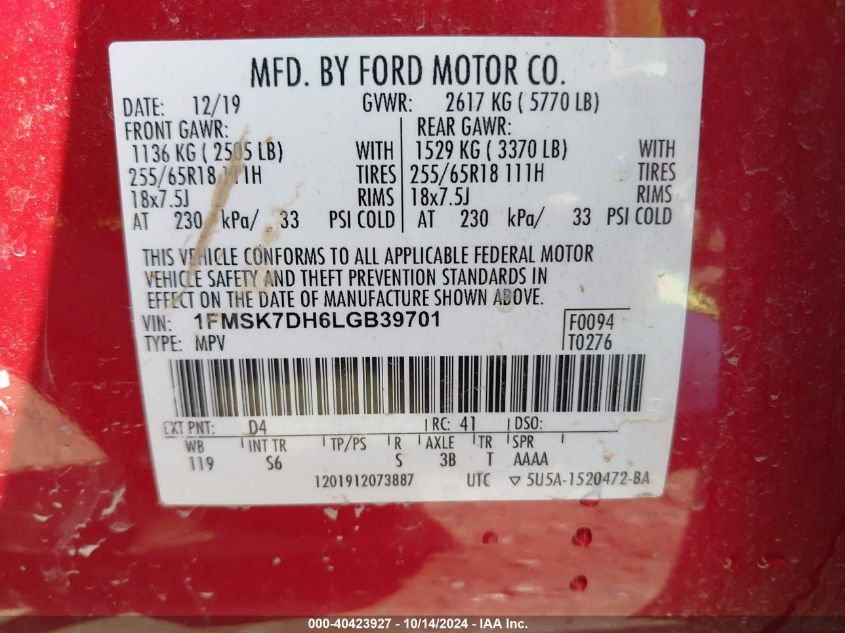 MFD. BY FORD MOTOR CO.
DATE: 12/19 GVWR: 2617 KG ( 5770 LB)
FRONT GAWR: REAR GAWR:
1136 KG ( 2505 LB) WITH 1529 KG ( 3370 LB) WITH
255/65R18 111H TIRES 255/65R18 111H TIRES
18x7.5J RIMS 18x7.5J RIMS
AT 230 kPa/ 33 PSI COLD AT 230 kPa/ 33 PSI COLD
THIS VEHICLE CONFORMS TO ALL APPLICABLE FEDERAL MOTOR
VEHICLE SAFETY AND THEFT PREVENTION STANDARDS IN
EFFECT ON THE DATE OF MANUFACTURE SHOWN ABOVE.
VIN: 1FMSK7DH6LGB39701 F0094
TYPE: MPV T0276
EXT PNT: D4 RC: 41 DSO:
WB INT TR TP/PS R AXLE TR SPR
119 S6 S 3B T AAAA
1201912073887 UTC ▽ 5U5A-1520472-BA
000-40423927 - 10/14/2024 - IAA Inc.